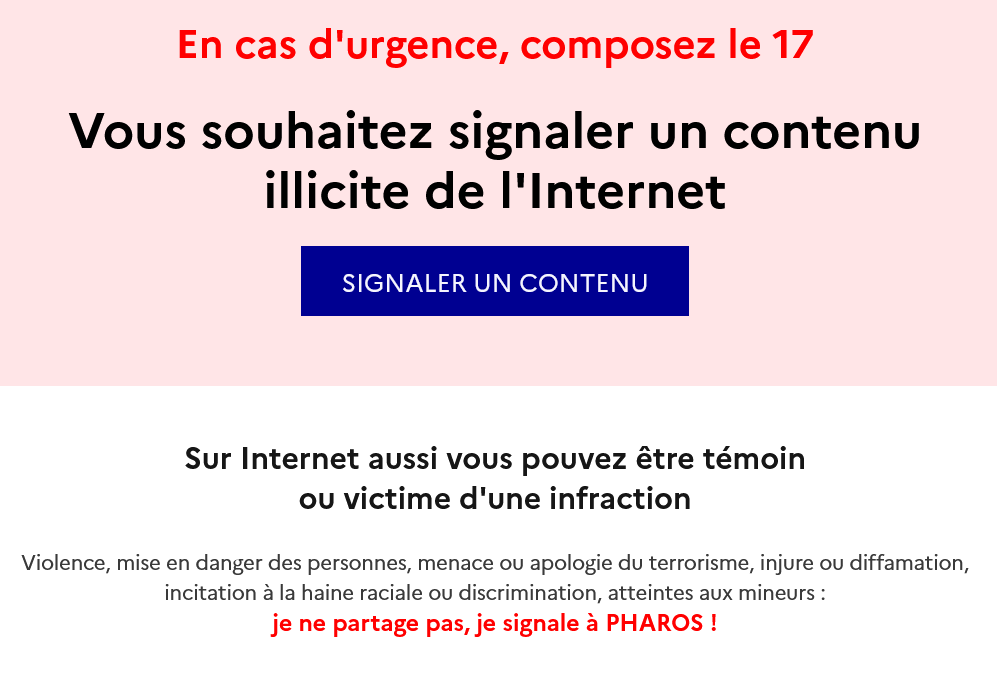 En cas d'urgence, composez le 17
Vous souhaitez signaler un contenu
illicite de l'Internet
SIGNALER UN CONTENU
Sur Internet aussi vous pouvez être témoin
ou victime d'une infraction
Violence, mise en danger des personnes, menace ou apologie du terrorisme, injure ou diffamation,
incitation à la haine raciale ou discrimination, atteintes aux mineurs :
je ne partage pas, je signale à PHAROS !